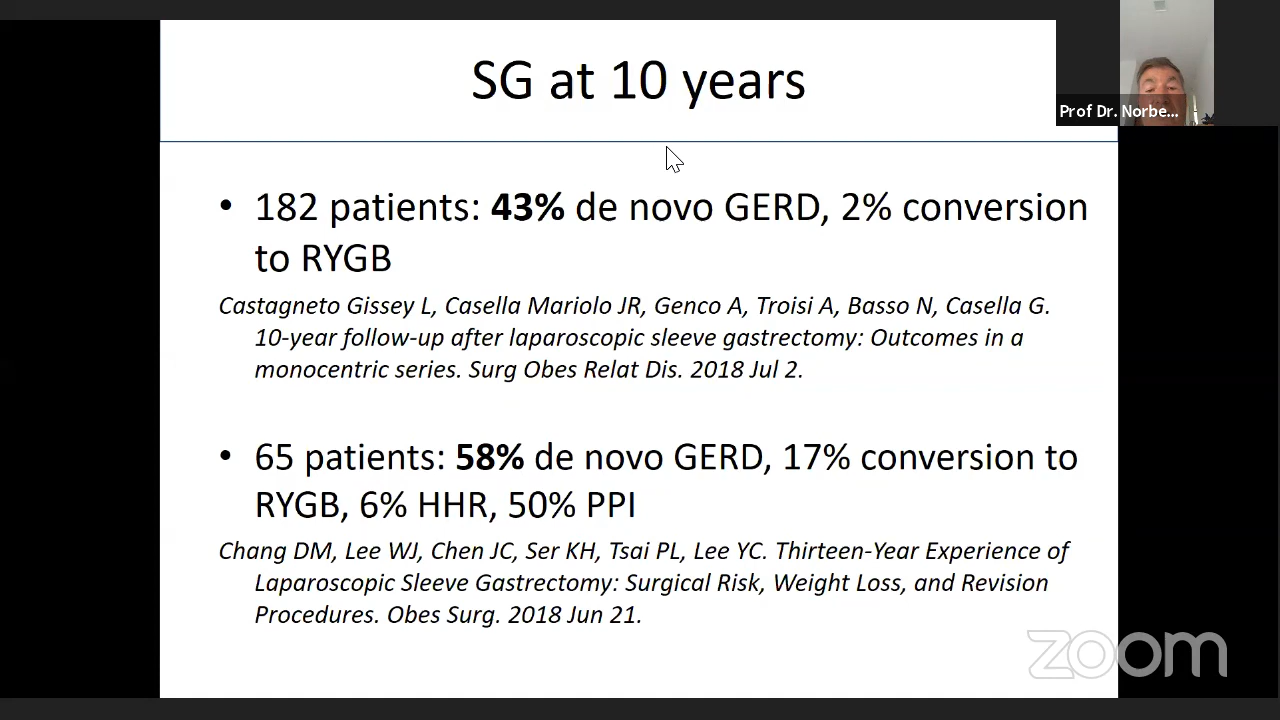 SG at 10 years
Prof Dr. Norbe...
• 182 patients: 43% de novo GERD, 2% conversion
to RYGB
Castagneto Gissey L, Casella Mariolo JR, Genco A, Troisi A, Basso N, Casella G.
10-year follow-up after laparoscopic sleeve gastrectomy: Outcomes in a
monocentric series. Surg Obes Relat Dis. 2018 Jul 2.
• 65 patients: 58% de novo GERD, 17% conversion to
RYGB, 6% HHR, 50% PPI
Chang DM, Lee WJ, Chen JC, Ser KH, Tsai PL, Lee YC. Thirteen-Year Experience of
Laparoscopic Sleeve Gastrectomy: Surgical Risk, Weight Loss, and Revision
Procedures. Obes Surg. 2018 Jun 21.
zoom